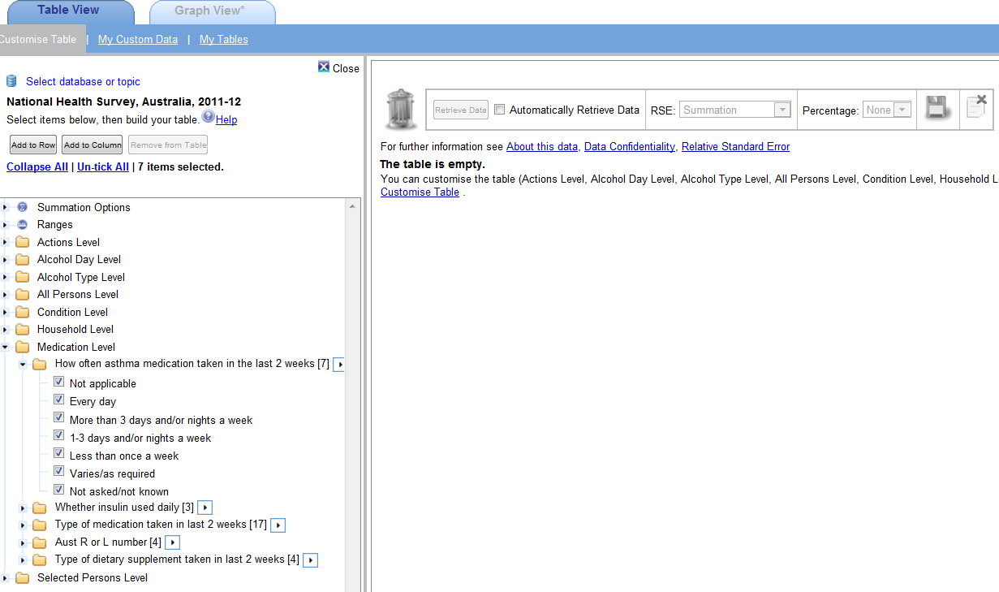 Table View
Graph View*
Customise Table | My Custom Data | My Tables
Close
Select database or topic
National Health Survey, Australia, 2011-12
Select items below, then build your table. Help
Add to Row Add to Column Remove from Table
Collapse All | Un-tick All | 7 items selected.
Summation Options
Ranges
Actions Level
Alcohol Day Level
Alcohol Type Level
All Persons Level
Condition Level
Household Level
Medication Level
How often asthma medication taken in the last 2 weeks [7]
Not applicable
Every day
More than 3 days and/or nights a week
1-3 days and/or nights a week
Less than once a week
Varies/as required
Not asked/not known
Whether insulin used daily [3]
Type of medication taken in last 2 weeks [17]
Aust R or L number [4]
Type of dietary supplement taken in last 2 weeks [4]
Selected Persons Level
Retrieve Data Automatically Retrieve Data RSE: Summation Percentage: None
For further information see About this data, Data Confidentiality, Relative Standard Error
The table is empty.
You can customise the table (Actions Level, Alcohol Day Level, Alcohol Type Level, All Persons Level, Condition Level, Household L
Customise Table .